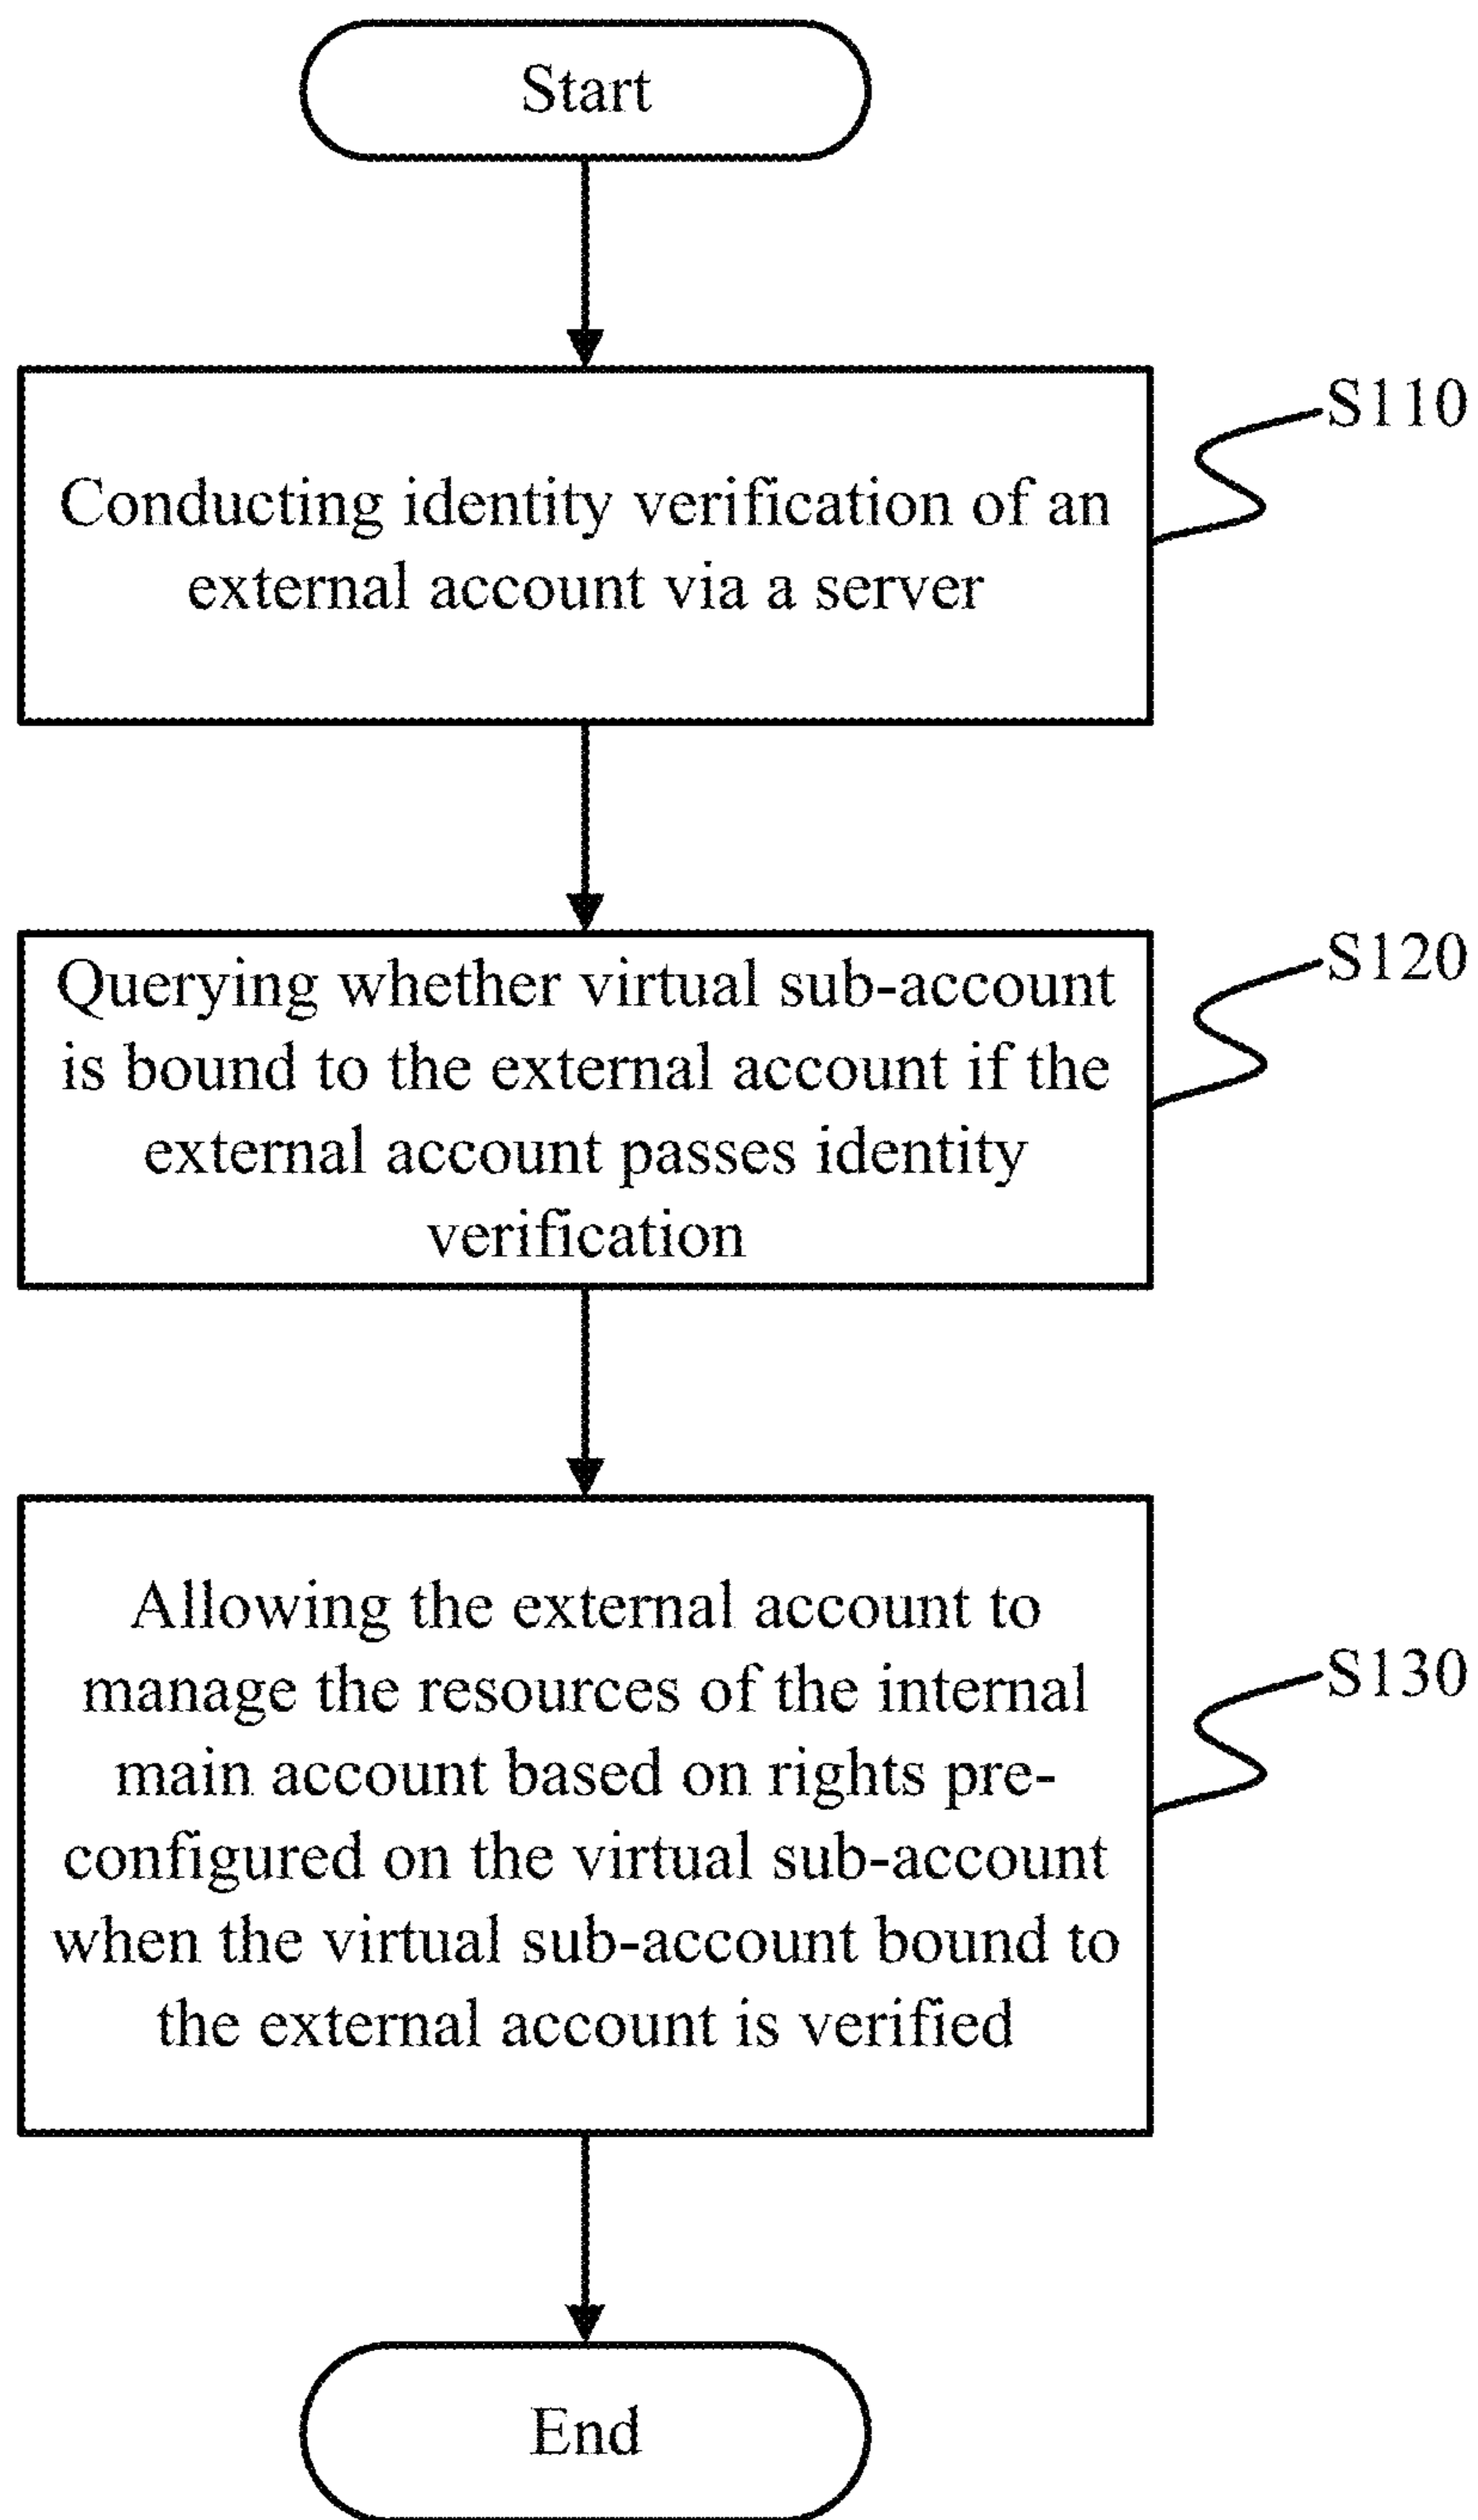 Start
S110
Conducting identity verification of an
external account via a server
S120
Querying whether virtual sub-account
is bound to the external account if the
external account passes identity
verification
S130
Allowing the external account to
manage the resources of the internal
main account based on rights pre-
configured on the virtual sub-account
when the virtual sub-account bound to
the external account is verified
End